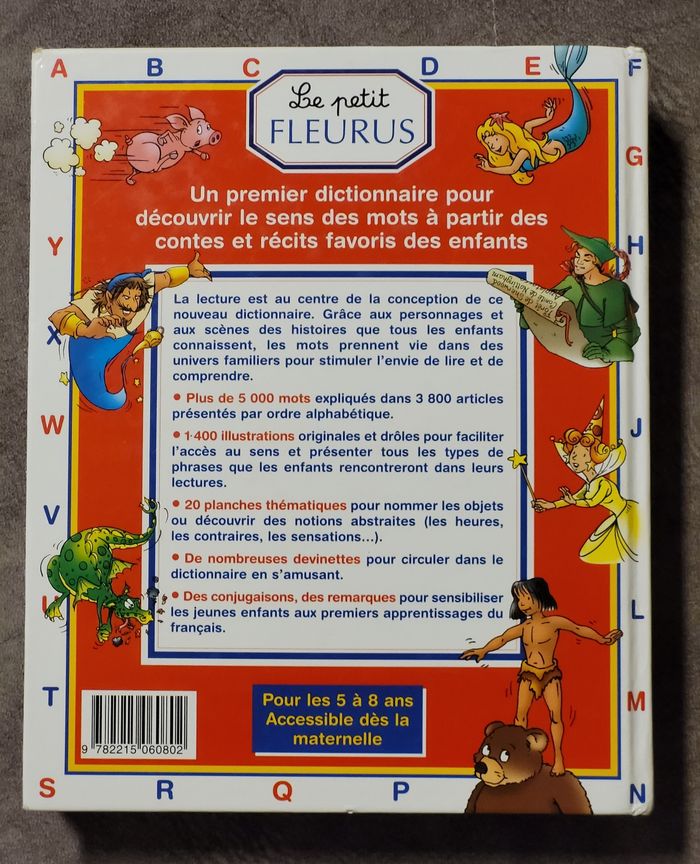 A B C D E F
Le petit
FLEURUS
G
Un premier dictionnaire pour
découvrir le sens des mots à partir des
contes et récits favoris des enfants
Y H
Forêt de Sherwood
Comté de Nottingham
La lecture est au centre de la conception de ce
nouveau dictionnaire. Grâce aux personnages et
aux scènes des histoires que tous les enfants
connaissent, les mots prennent vie dans des
univers familiers pour stimuler l'envie de lire et de
comprendre.
X
• Plus de 5 000 mots expliqués dans 3 800 articles
présentés par ordre alphabétique.
W J
• 1 400 illustrations originales et drôles pour faciliter
l'accès au sens et présenter tous les types de
phrases que les enfants rencontreront dans leurs
lectures.
V
• 20 planches thématiques pour nommer les objets
ou découvrir des notions abstraites (les heures,
les contraires, les sensations...).
• De nombreuses devinettes pour circuler dans le
dictionnaire en s'amusant.
• Des conjugaisons, des remarques pour sensibiliser
les jeunes enfants aux premiers apprentissages du
français.
L
T M
Pour les 5 à 8 ans
Accessible dès la
maternelle
9 782215 060802
S R Q P N